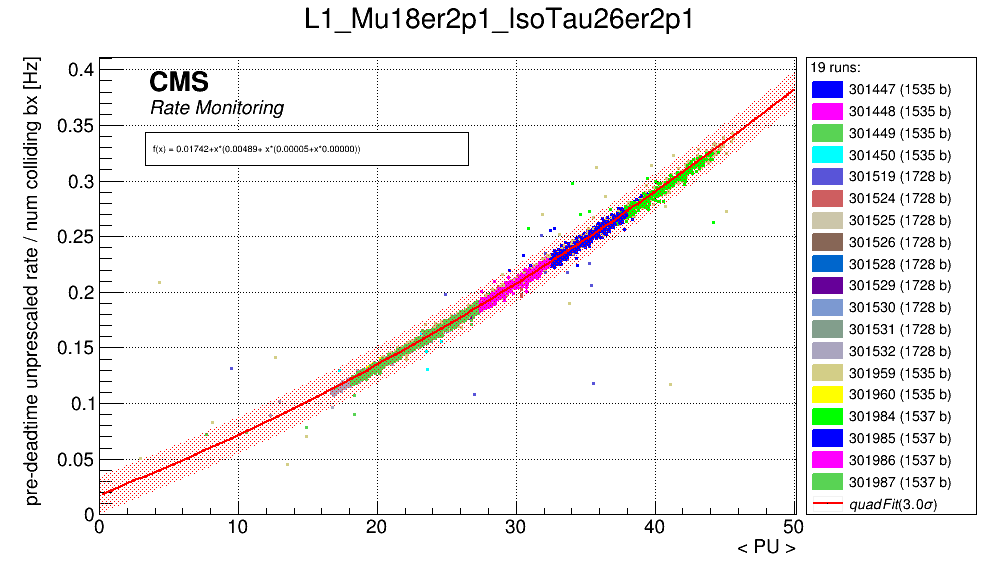 L1_Mu18er2p1_IsoTau26er2p1
pre-deadtime unprescaled rate / num colliding bx [Hz]
0.4
0.35
0.3
0.25
0.2
0.15
0.1
0.05
0
CMS
Rate Monitoring
f(x) = 0.01742+x*(0.00489+ x*(0.00005+x*0.00000))
0 10 20 30 40 50
< PU >
19 runs:
301447 (1535 b)
301448 (1535 b)
301449 (1535 b)
301450 (1535 b)
301519 (1728 b)
301524 (1728 b)
301525 (1728 b)
301526 (1728 b)
301528 (1728 b)
301529 (1728 b)
301530 (1728 b)
301531 (1728 b)
301532 (1728 b)
301959 (1535 b)
301960 (1535 b)
301984 (1537 b)
301985 (1537 b)
301986 (1537 b)
301987 (1537 b)
quadFit(3.0σ)